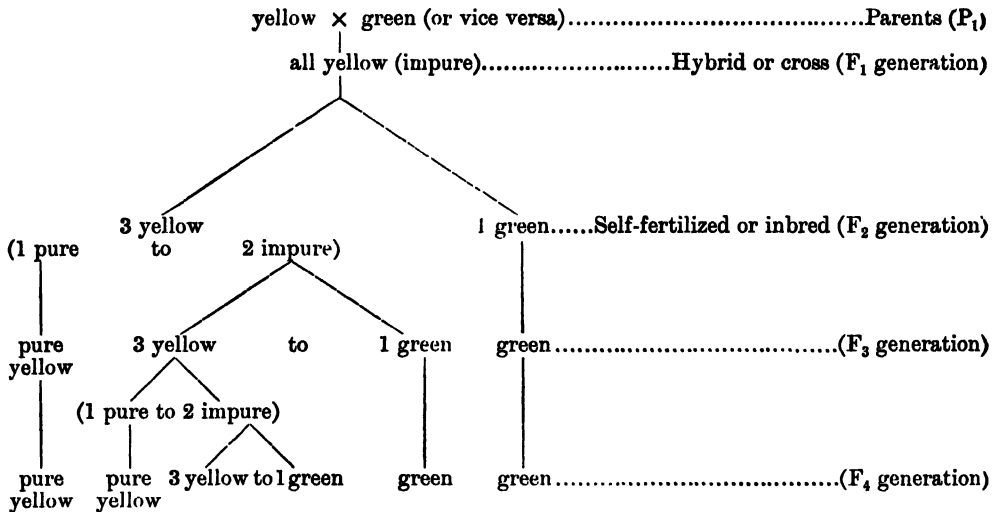 yellow × green (or vice versa)....................................Parents (P₁)
all yellow (impure).......................Hybrid or cross (F₁ generation)
3 yellow 1 green......Self-fertilized or inbred (F₂ generation)
(1 pure to 2 impure)
pure 3 yellow to 1 green green...................................(F₃ generation)
yellow
(1 pure to 2 impure)
pure pure 3 yellow to 1 green green green...................................(F₄ generation)
yellow yellow